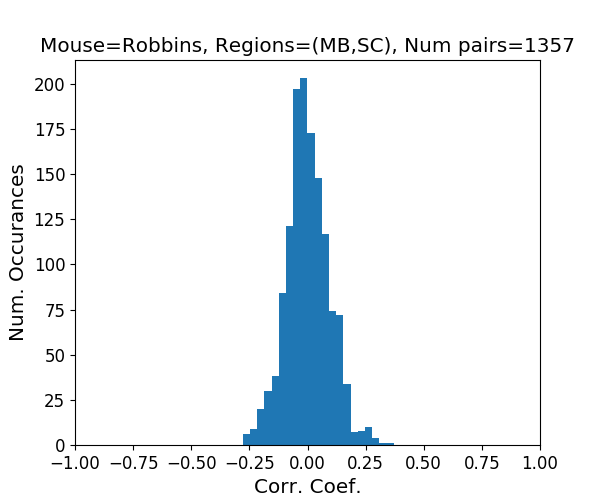 Mouse=Robbins, Regions=(MB,SC), Num pairs=1357
Num. Occurances
200
175
150
125
100
75
50
25
0
−1.00 −0.75 −0.50 −0.25 0.00 0.25 0.50 0.75 1.00
Corr. Coef.